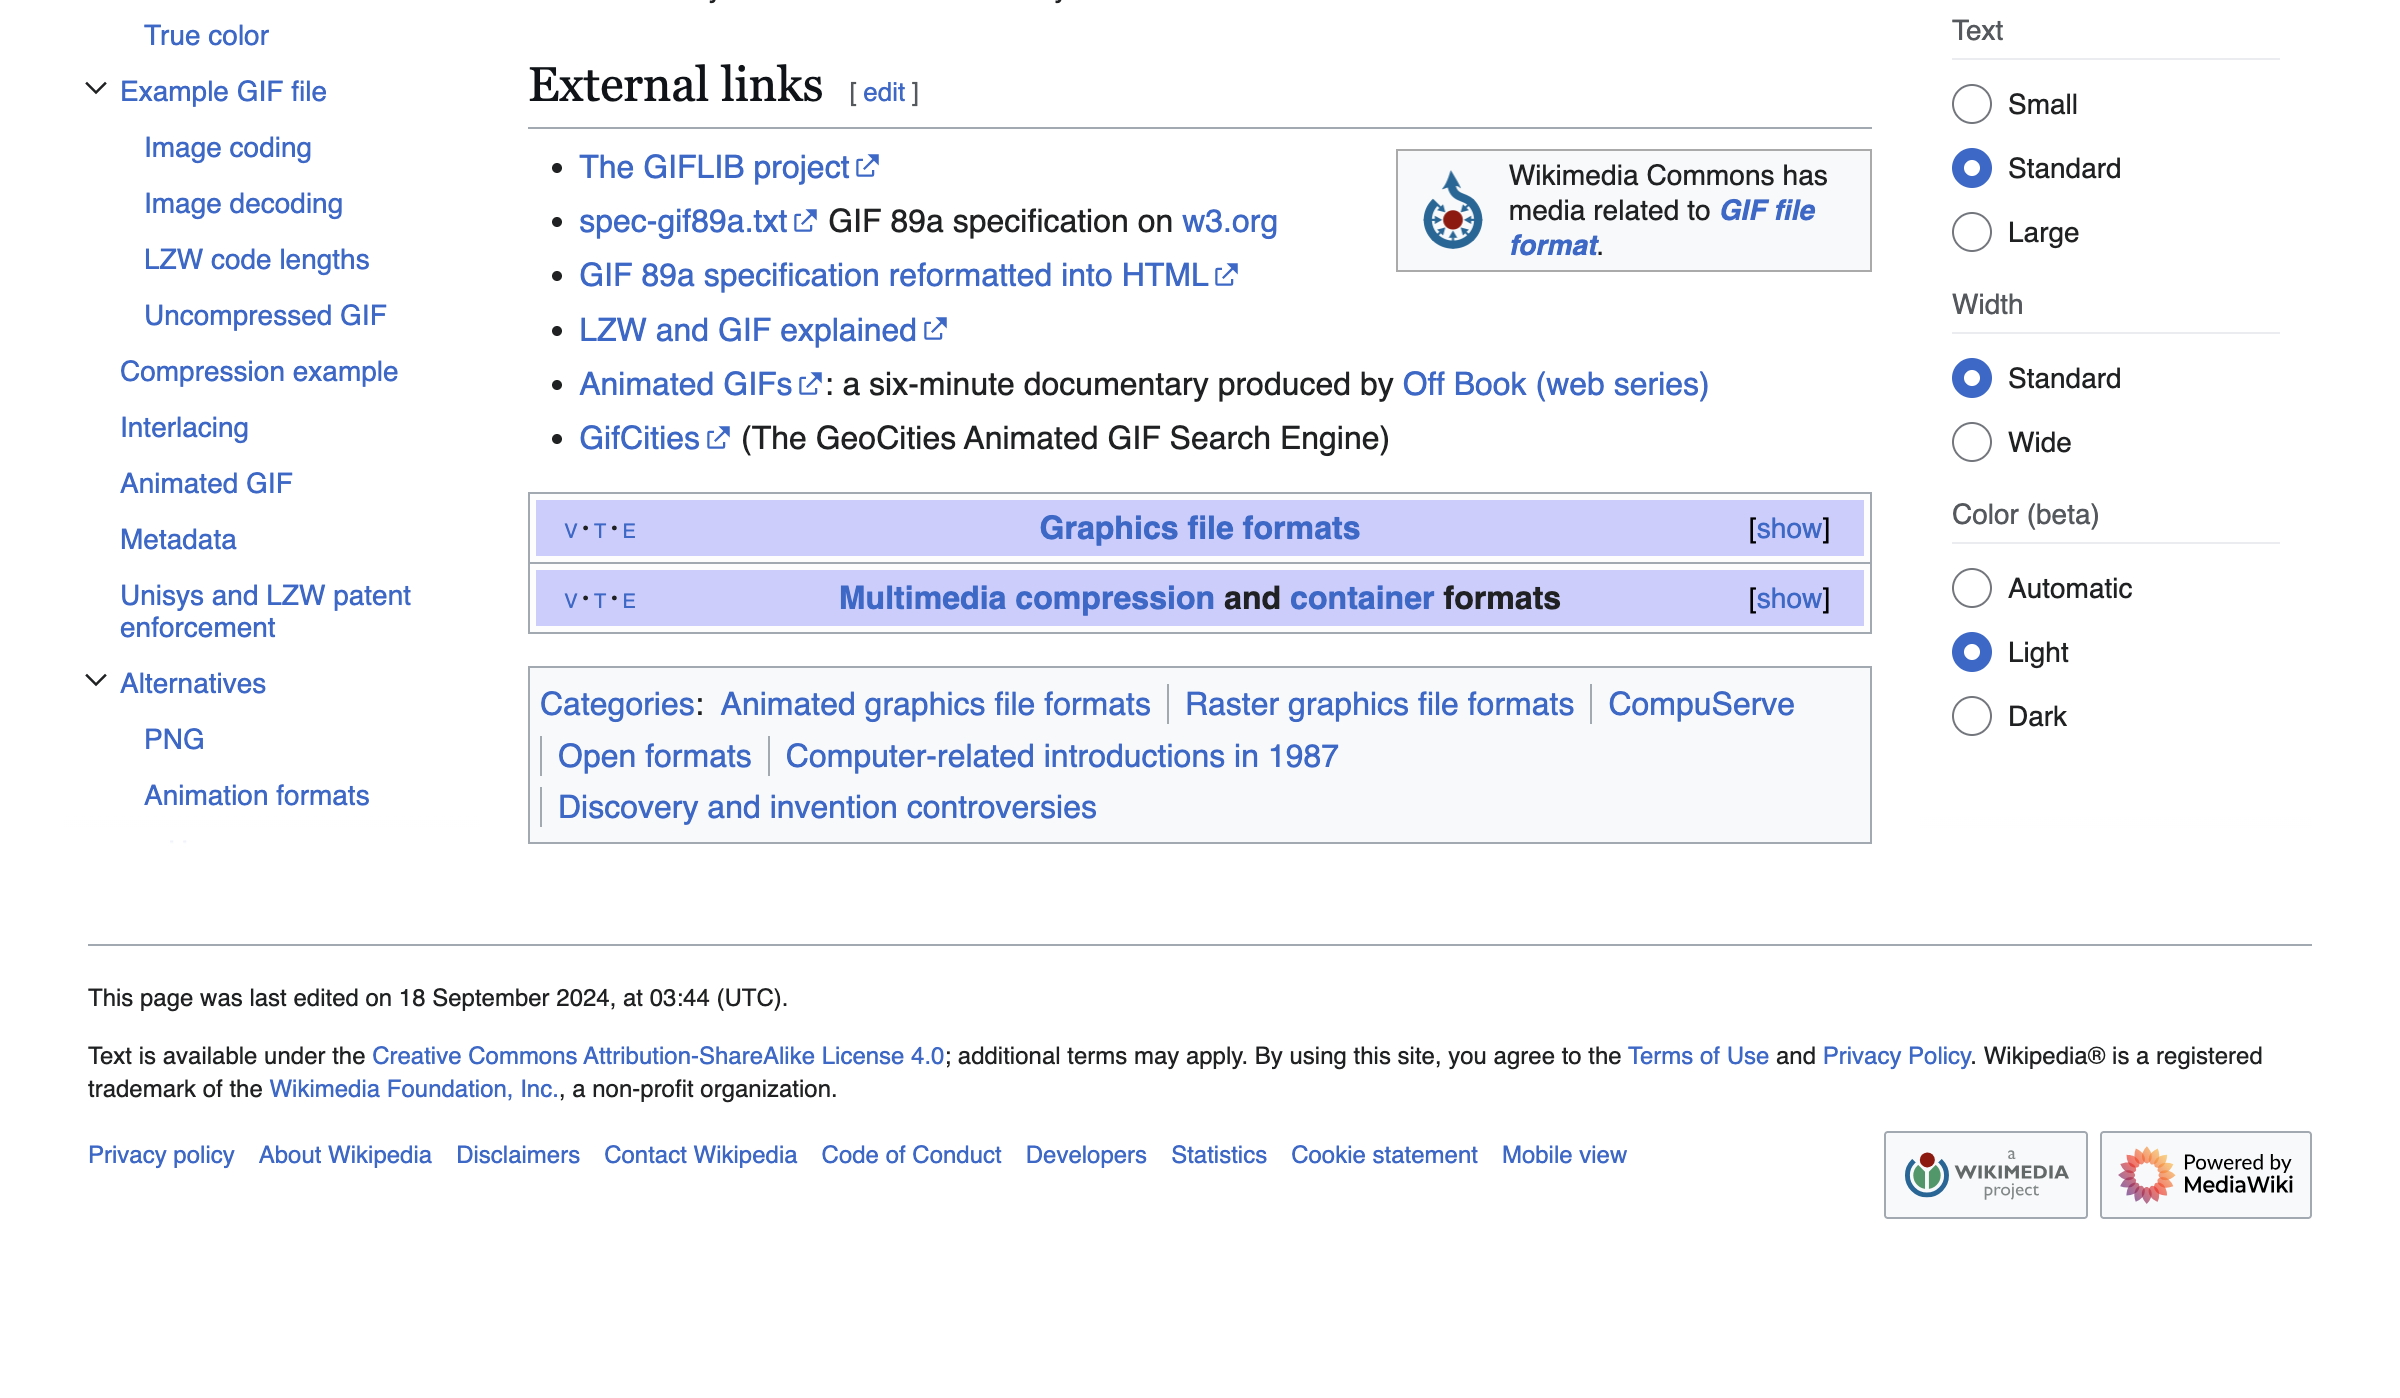 True color
Example GIF file
Image coding
Image decoding
LZW code lengths
Uncompressed GIF
Compression example
Interlacing
Animated GIF
Metadata
Unisys and LZW patent
enforcement
Alternatives
PNG
Animation formats
External links [ edit ]
• The GIFLIB project
• spec-gif89a.txt GIF 89a specification on w3.org
• GIF 89a specification reformatted into HTML
• LZW and GIF explained
• Animated GIFs: a six-minute documentary produced by Off Book (web series)
• GifCities (The GeoCities Animated GIF Search Engine)
Wikimedia Commons has
media related to GIF file
format.
V・T・E Graphics file formats [show]
V・T・E Multimedia compression and container formats [show]
Categories: Animated graphics file formats | Raster graphics file formats | CompuServe
| Open formats | Computer-related introductions in 1987
| Discovery and invention controversies
Text
Small
Standard
Large
Width
Standard
Wide
Color (beta)
Automatic
Light
Dark
This page was last edited on 18 September 2024, at 03:44 (UTC).
Text is available under the Creative Commons Attribution-ShareAlike License 4.0; additional terms may apply. By using this site, you agree to the Terms of Use and Privacy Policy. Wikipedia® is a registered
trademark of the Wikimedia Foundation, Inc., a non-profit organization.
Privacy policy About Wikipedia Disclaimers Contact Wikipedia Code of Conduct Developers Statistics Cookie statement Mobile view
a
WIKIMEDIA
project
Powered by
MediaWiki